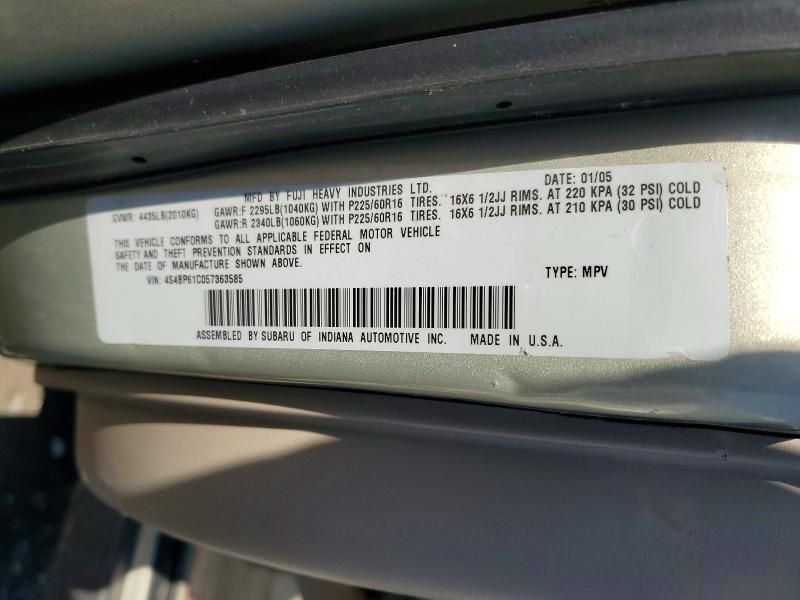 MFD BY FUJI HEAVY INDUSTRIES LTD. DATE: 01/05
GVWR: 4435LB(2010KG) GAWR:F 2295LB(1040KG) WITH P225/60R16 TIRES. 16X6 1/2JJ RIMS. AT 220 KPA (32 PSI) COLD
GAWR:R 2340LB(1060KG) WITH P225/60R16 TIRES. 16X6 1/2JJ RIMS. AT 210 KPA (30 PSI) COLD
THIS VEHICLE CONFORMS TO ALL APPLICABLE FEDERAL MOTOR VEHICLE
SAFETY AND THEFT PREVENTION STANDARDS IN EFFECT ON
THE DATE OF MANUFACTURE SHOWN ABOVE.
VIN: 4S4BP61C057363585 TYPE: MPV
ASSEMBLED BY SUBARU OF INDIANA AUTOMOTIVE INC. MADE IN U.S.A.